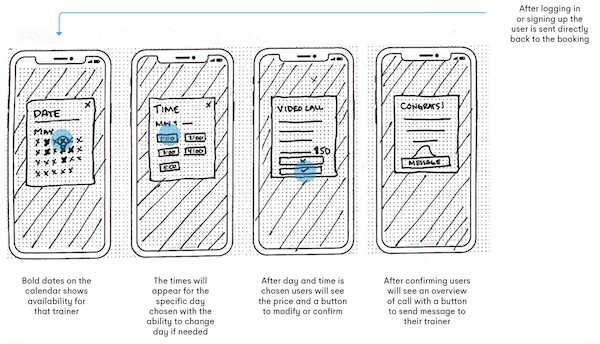 After logging in
or signing up the
user is sent directly
back to the booking
DATE
MAY
TIME
MAY
1:00 2:00
3:00 4:00
5:00
VIDEO CALL
$50
CONGRATS!
MESSAGE
Bold dates on the
calendar shows
availability for
that trainer
The times will
appear for the
specific day
chosen with the
ability to change
day if needed
After day and time is
chosen users will see
the price and a button
to modify or confirm
After confirming users
will see an overview
of call with a button
to send message to
their trainer